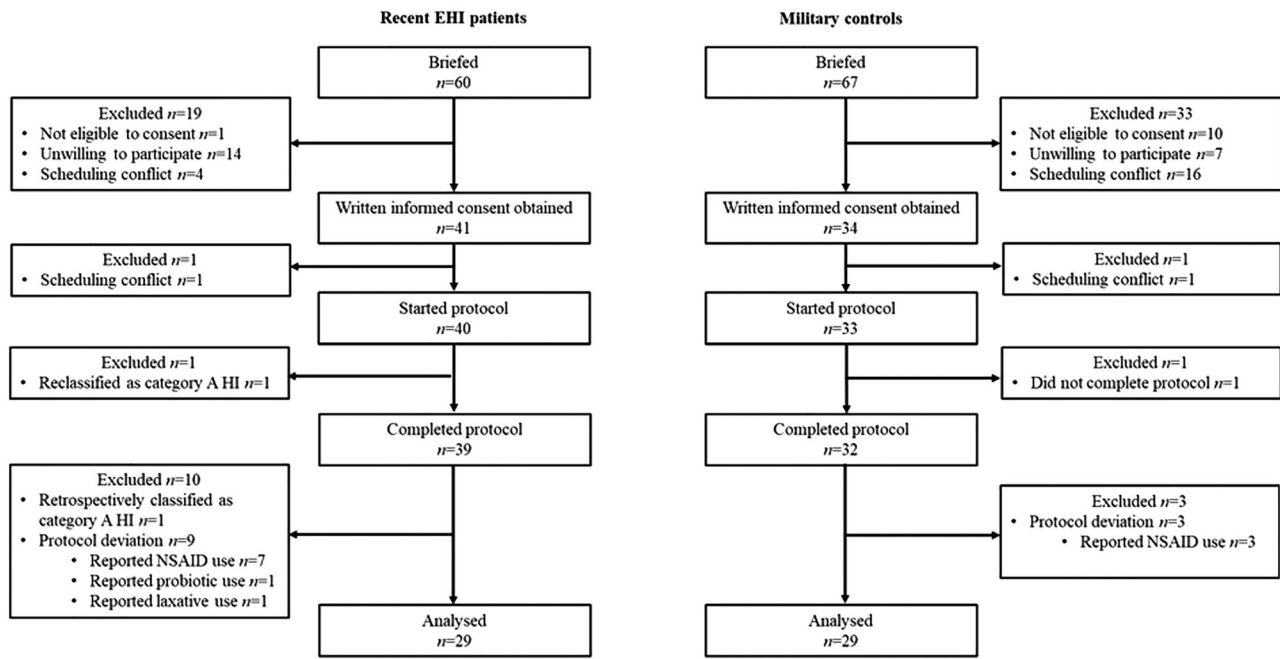 Recent EHI patients
Briefed
n=60
Excluded n=19
• Not eligible to consent n=1
• Unwilling to participate n=14
• Scheduling conflict n=4
Written informed consent obtained
n=41
Excluded n=1
• Scheduling conflict n=1
Started protocol
n=40
Excluded n=1
• Reclassified as category A HI n=1
Completed protocol
n=39
Excluded n=10
• Retrospectively classified as
category A HI n=1
• Protocol deviation n=9
• Reported NSAID use n=7
• Reported probiotic use n=1
• Reported laxative use n=1
Analysed
n=29
Military controls
Briefed
n=67
Excluded n=33
• Not eligible to consent n=10
• Unwilling to participate n=7
• Scheduling conflict n=16
Written informed consent obtained
n=34
Excluded n=1
• Scheduling conflict n=1
Started protocol
n=33
Excluded n=1
• Did not complete protocol n=1
Completed protocol
n=32
Excluded n=3
• Protocol deviation n=3
• Reported NSAID use n=3
Analysed
n=29